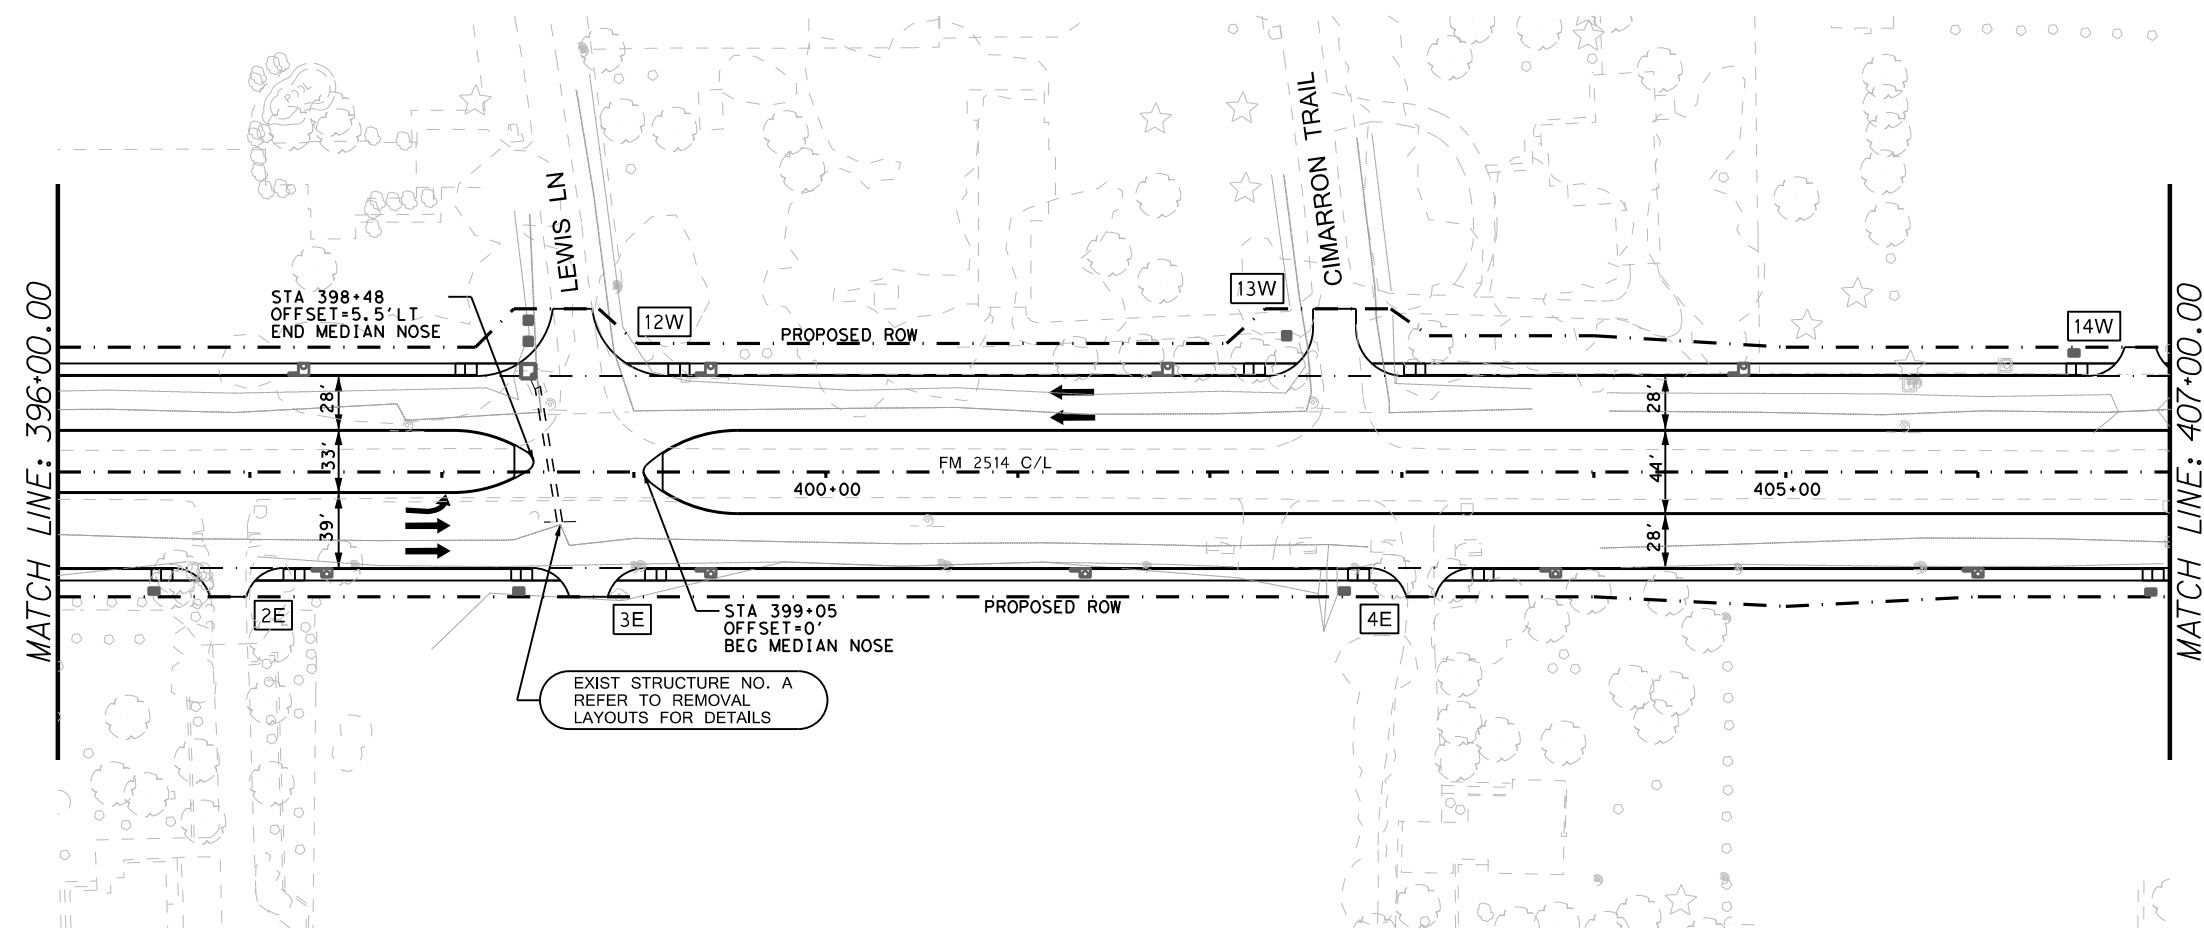 POOL
LEWIS LN
CIMARRON TRAIL
MATCH LINE: 396+00.00
MATCH LINE: 407+00.00
STA 398+48
OFFSET=5.5'LT
END MEDIAN NOSE
12W
13W
14W
PROPOSED ROW
28'
33'
39'
28'
44'
28'
FM 2514 C/L
400+00
405+00
2E
3E
4E
STA 399+05
OFFSET=0'
BEG MEDIAN NOSE
PROPOSED ROW
EXIST STRUCTURE NO. A
REFER TO REMOVAL
LAYOUTS FOR DETAILS